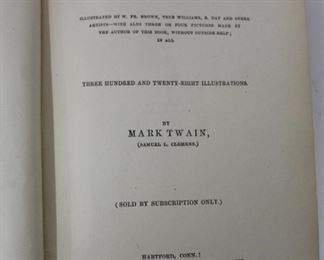 ILLUSTRATED BY W. FR. BROWN, TRUE WILLIAMS, B. DAY AND OTHER
ARTISTS—WITH ALSO THREE OR FOUR PICTURES MADE BY
THE AUTHOR OF THIS BOOK, WITHOUT OUTSIDE HELP;
IN ALL
THREE HUNDRED AND TWENTY-EIGHT ILLUSTRATIONS.
BY
MARK TWAIN,
(SAMUEL L. CLEMENS.)
(SOLD BY SUBSCRIPTION ONLY.)
HARTFORD, CONN.: